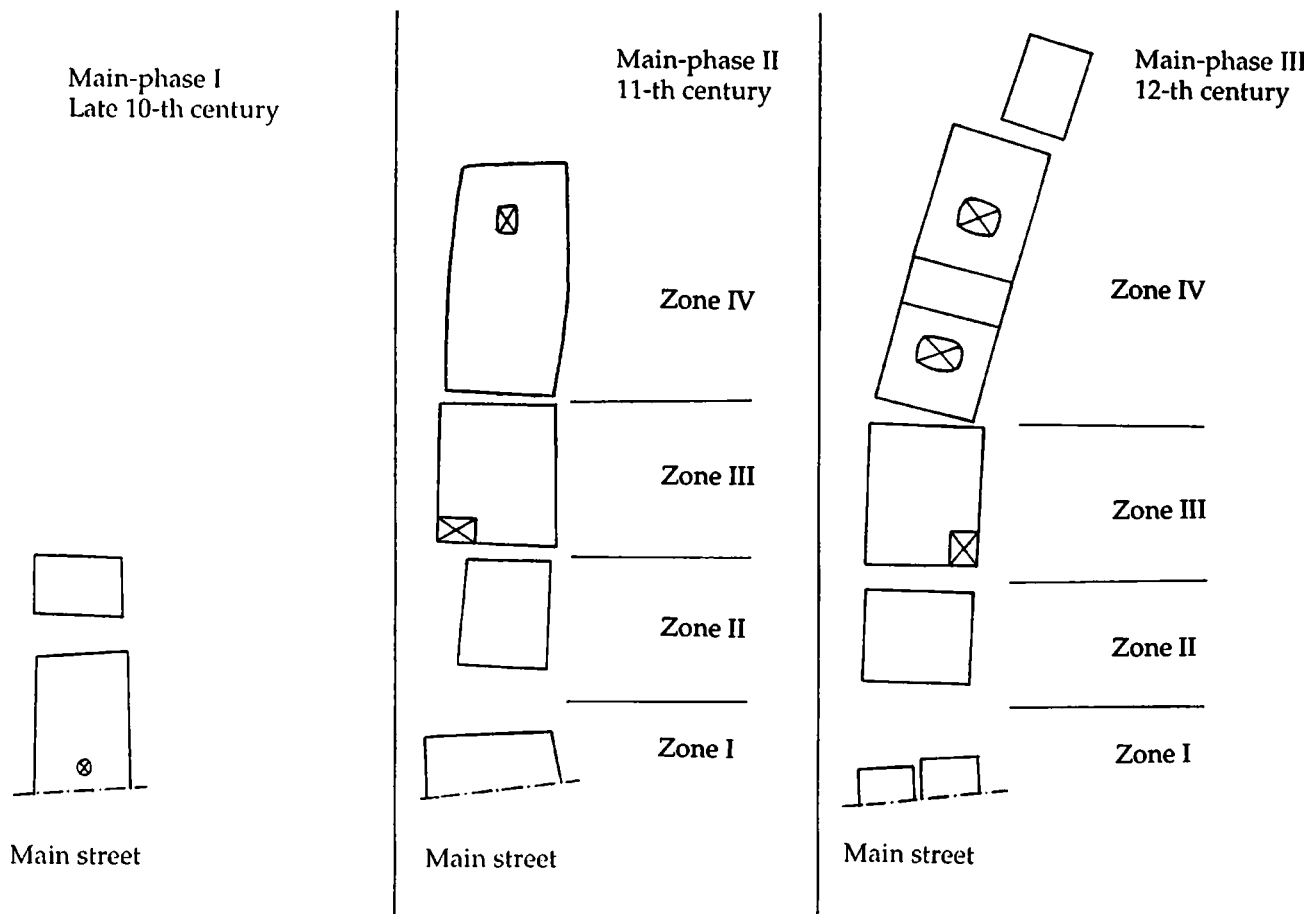 Main-phase I
Late 10-th century
Main street
Main-phase II
11-th century
Zone IV
Zone III
Zone II
Zone I
Main street
Main-phase III
12-th century
Zone IV
Zone III
Zone II
Zone I
Main street